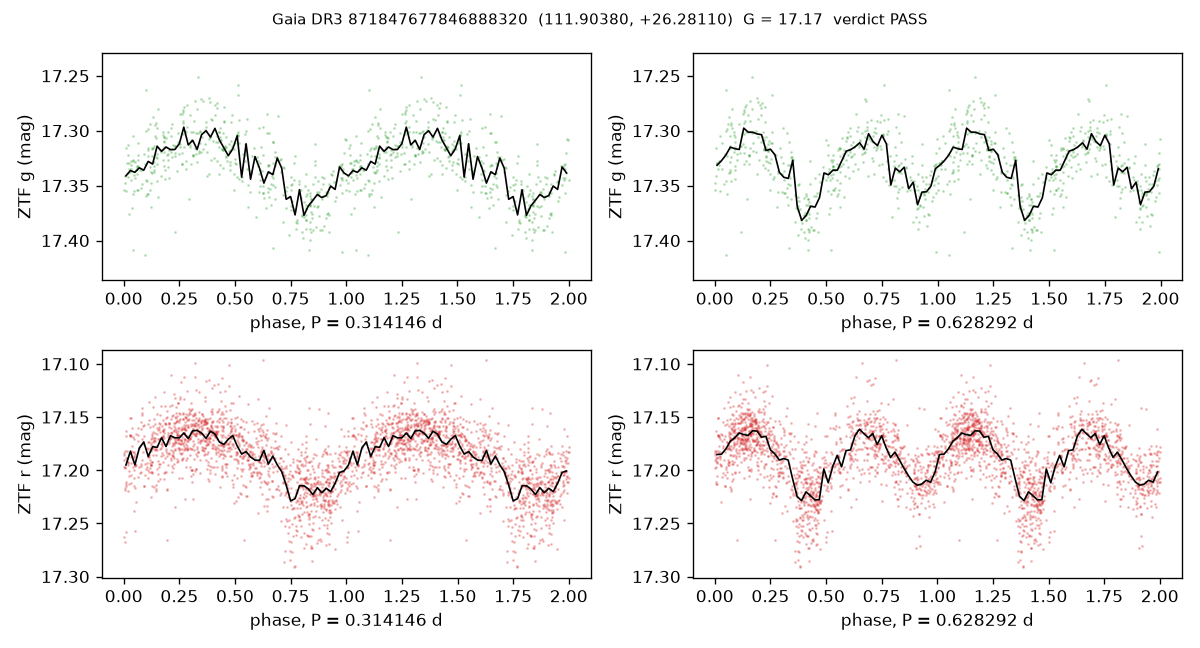 Gaia DR3 871847677846888320 (111.90380, +26.28110) G = 17.17 verdict PASS
ZTF g (mag)
17.25
17.30
17.35
17.40
0.00 0.25 0.50 0.75 1.00 1.25 1.50 1.75 2.00
phase, P = 0.314146 d
ZTF g (mag)
17.25
17.30
17.35
17.40
0.00 0.25 0.50 0.75 1.00 1.25 1.50 1.75 2.00
phase, P = 0.628292 d
ZTF r (mag)
17.10
17.15
17.20
17.25
17.30
0.00 0.25 0.50 0.75 1.00 1.25 1.50 1.75 2.00
phase, P = 0.314146 d
ZTF r (mag)
17.10
17.15
17.20
17.25
17.30
0.00 0.25 0.50 0.75 1.00 1.25 1.50 1.75 2.00
phase, P = 0.628292 d